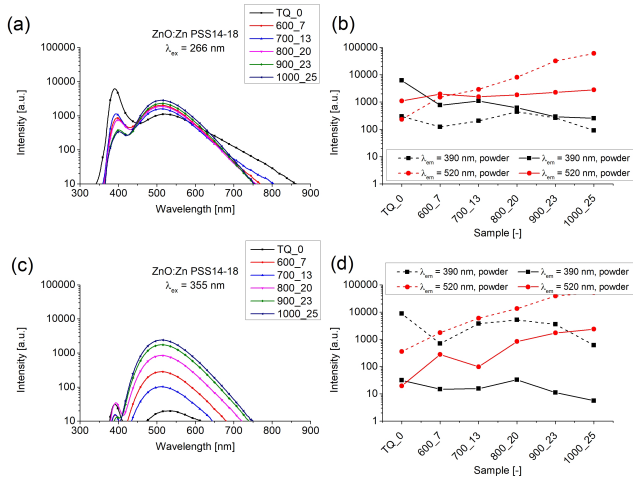 (a)
ZnO:Zn PSS14-18
λex = 266 nm
TQ_0
600_7
700_13
800_20
900_23
1000_25
100000
10000
1000
100
10
Intensity [a.u.]
300 400 500 600 700 800 900
Wavelength [nm]
(b)
100000
10000
1000
100
10
1
Intensity [a.u.]
λem = 390 nm, powder λem = 390 nm, powder
λem = 520 nm, powder λem = 520 nm, powder
TQ_0 600_7 700_13 800_20 900_23 1000_25
Sample [-]
(c)
ZnO:Zn PSS14-18
λex = 355 nm
TQ_0
600_7
700_13
800_20
900_23
1000_25
100000
10000
1000
100
10
Intensity [a.u.]
300 400 500 600 700 800 900
Wavelength [nm]
(d)
λem = 390 nm, powder λem = 390 nm, powder
λem = 520 nm, powder λem = 520 nm, powder
100000
10000
1000
100
10
1
Intensity [a.u.]
TQ_0 600_7 700_13 800_20 900_23 1000_25
Sample [-]